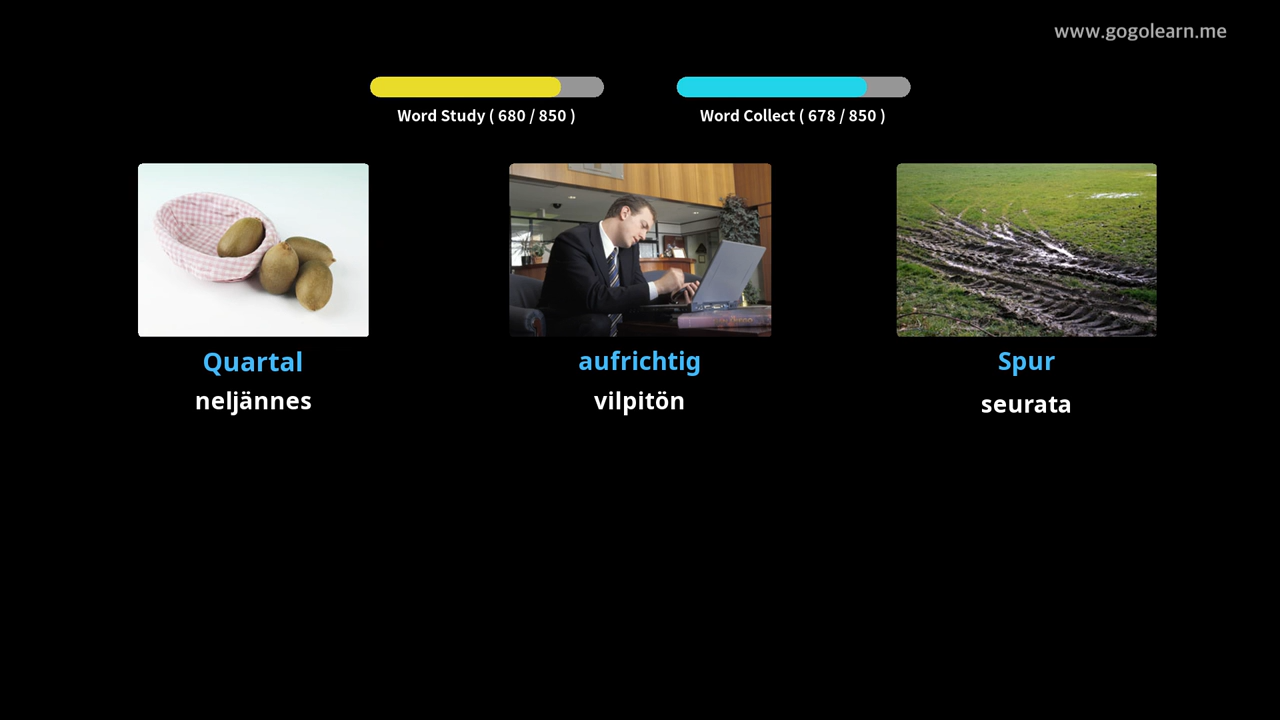 www.gogolearn.me
Word Study ( 680 / 850 )
Word Collect ( 678 / 850 )
Quartal
neljännes
aufrichtig
vilpitön
Spur
seurata